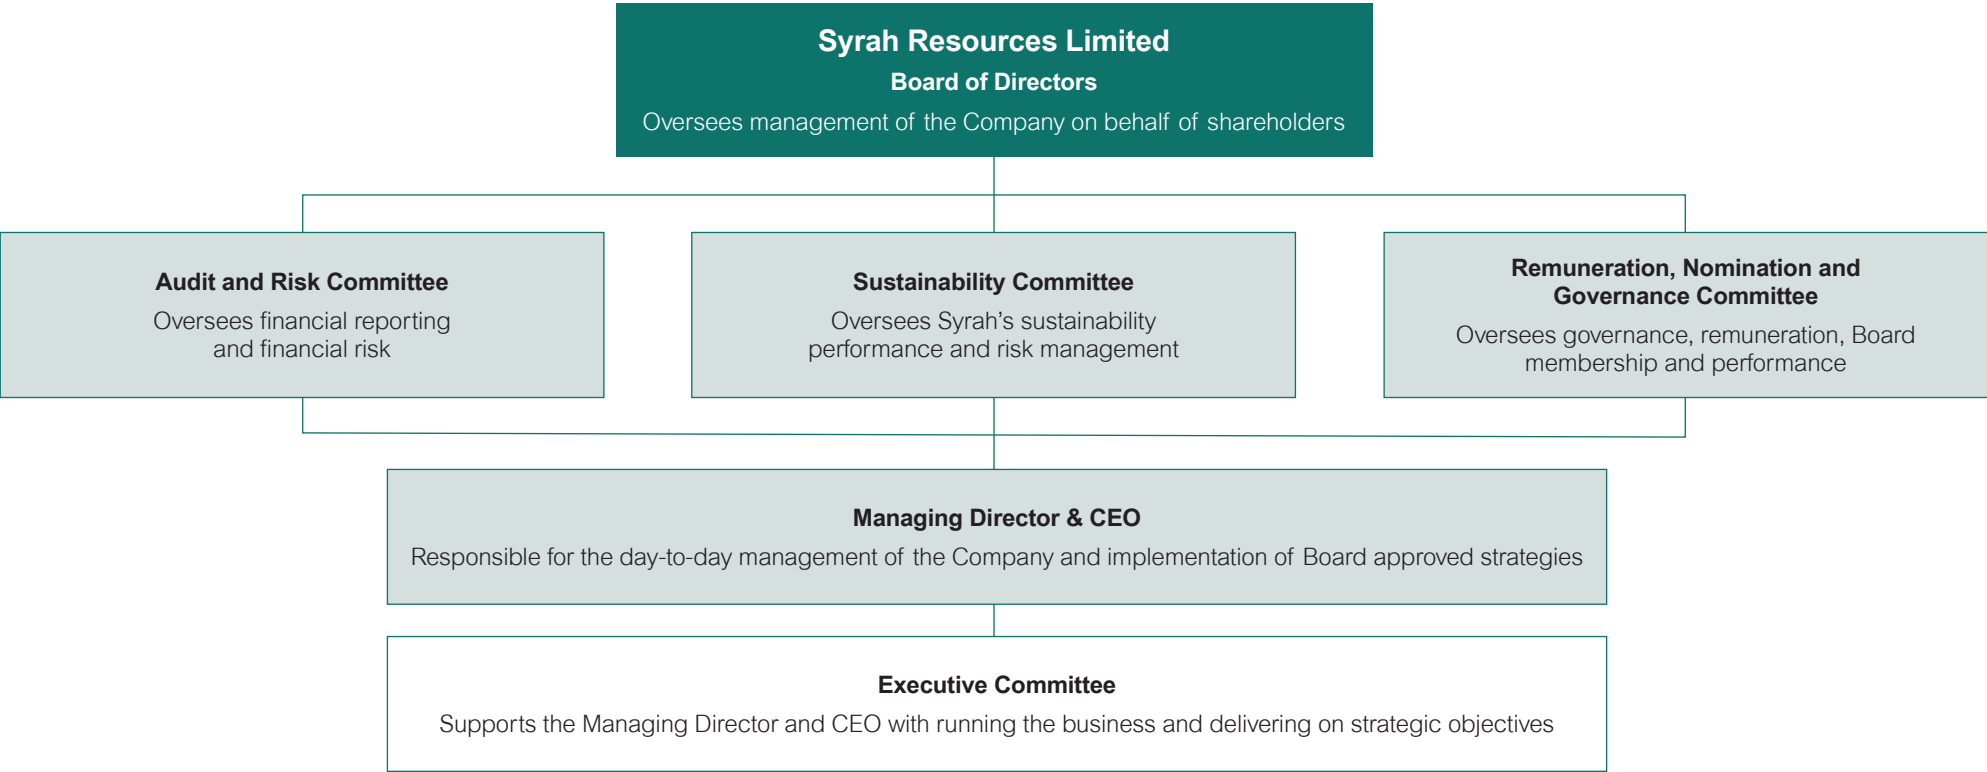 Syrah Resources Limited
Board of Directors
Oversees management of the Company on behalf of shareholders
Audit and Risk Committee
Oversees financial reporting
and financial risk
Sustainability Committee
Oversees Syrah’s sustainability
performance and risk management
Remuneration, Nomination and
Governance Committee
Oversees governance, remuneration, Board
membership and performance
Managing Director & CEO
Responsible for the day-to-day management of the Company and implementation of Board approved strategies
Executive Committee
Supports the Managing Director and CEO with running the business and delivering on strategic objectives